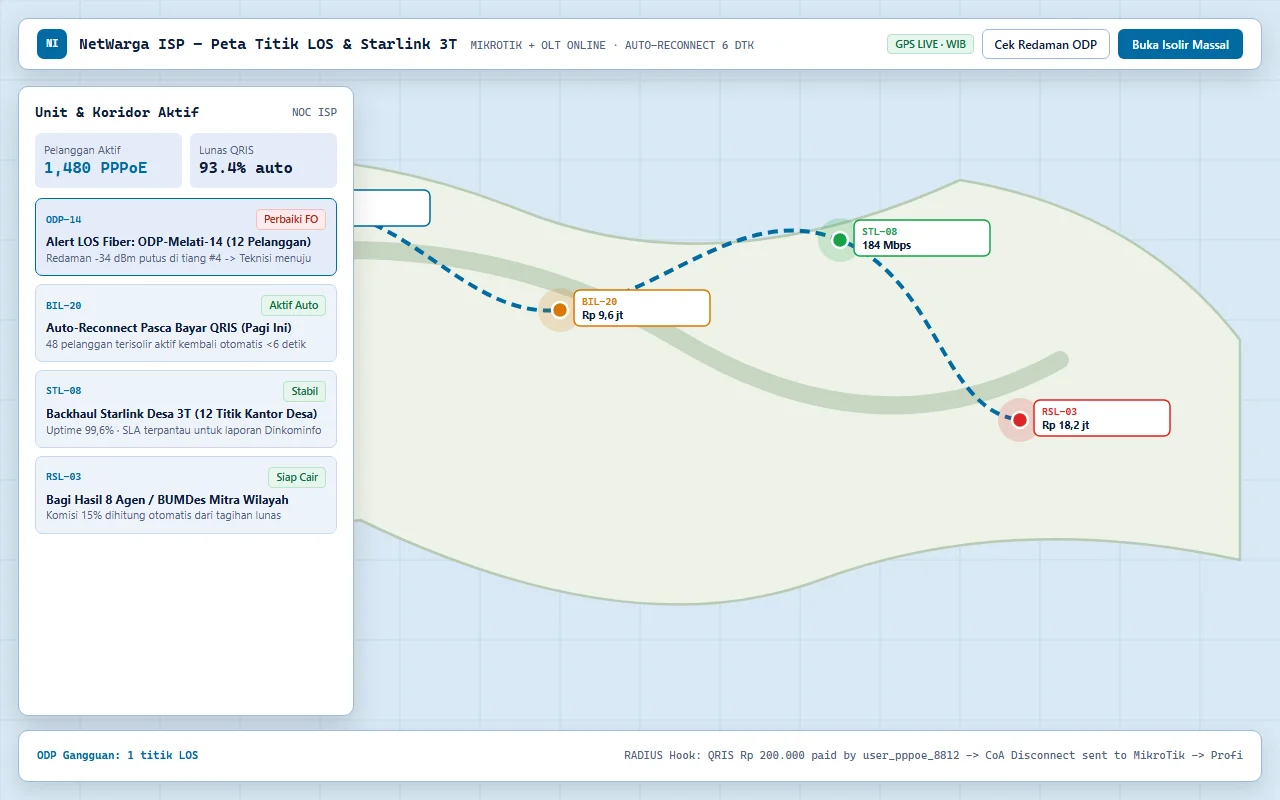 NI
NetWarga ISP — Peta Titik LOS & Starlink 3T
MIKROTIK + OLT ONLINE · AUTO-RECONNECT 6 DTK
GPS LIVE · WIB
Cek Redaman ODP
Buka Isolir Massal
Unit & Koridor Aktif
NOC ISP
Pelanggan Aktif
1,480 PPPoE
Lunas QRIS
93.4% auto
ODP-14
Perbaiki FO
Alert LOS Fiber: ODP-Melati-14 (12 Pelanggan)
Redaman -34 dBm putus di tiang #4 -> Teknisi menuju
BIL-20
Aktif Auto
Auto-Reconnect Pasca Bayar QRIS (Pagi Ini)
48 pelanggan terisolir aktif kembali otomatis <6 detik
STL-08
Stabil
Backhaul Starlink Desa 3T (12 Titik Kantor Desa)
Uptime 99,6% · SLA terpantau untuk laporan Dinkominfo
RSL-03
Siap Cair
Bagi Hasil 8 Agen / BUMDes Mitra Wilayah
Komisi 15% dihitung otomatis dari tagihan lunas
BIL-20
Rp 9,6 jt
STL-08
184 Mbps
RSL-03
Rp 18,2 jt
ODP Gangguan: 1 titik LOS
RADIUS Hook: QRIS Rp 200.000 paid by user_pppoe_8812 -> CoA Disconnect sent to MikroTik -> Profi